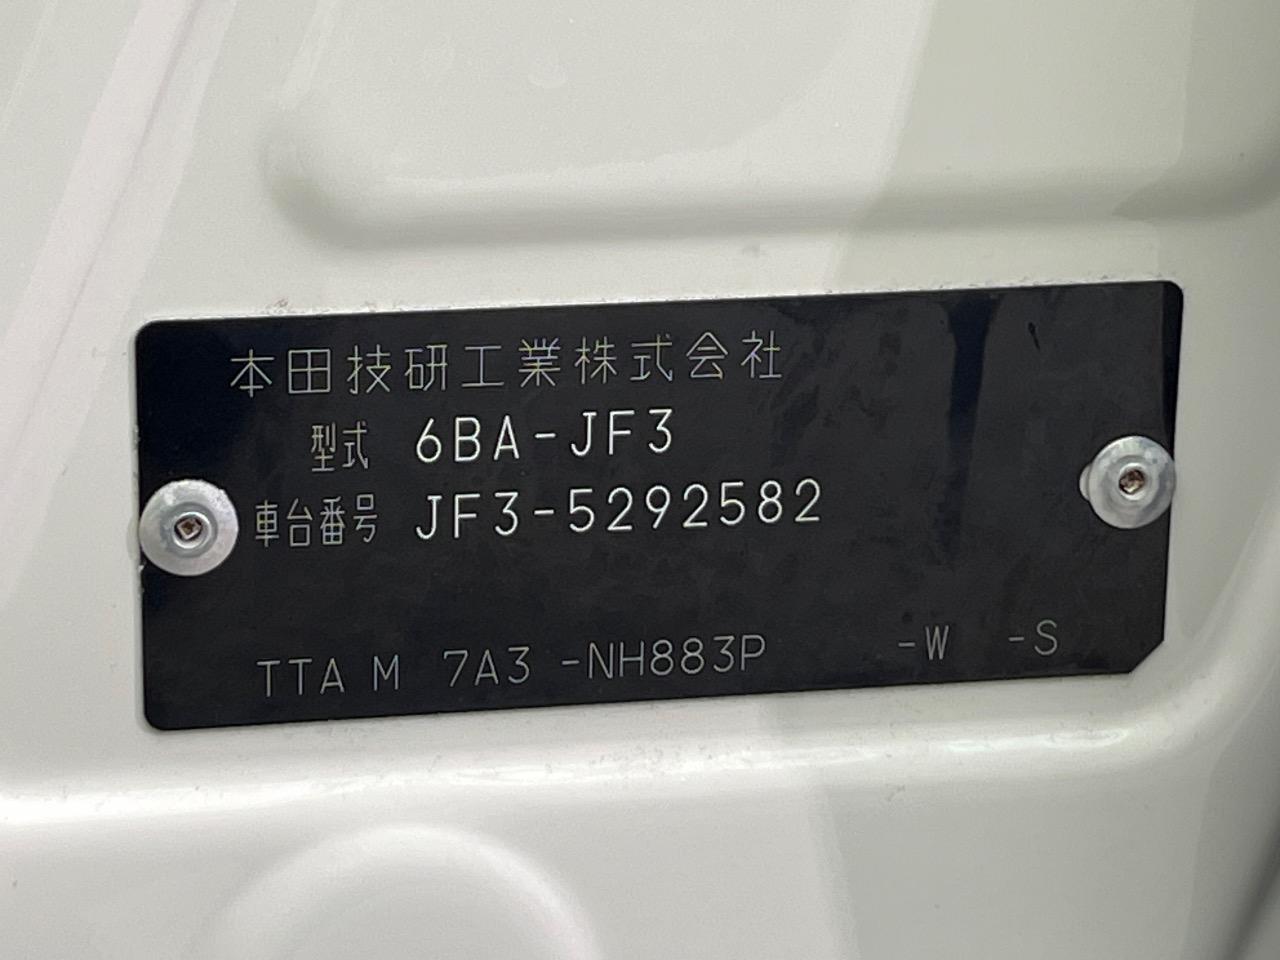 本田技研工業株式会社
型式 6BA-JF3
車台番号 JF3-5292582
TTA M 7A3 -NH883P -W -S